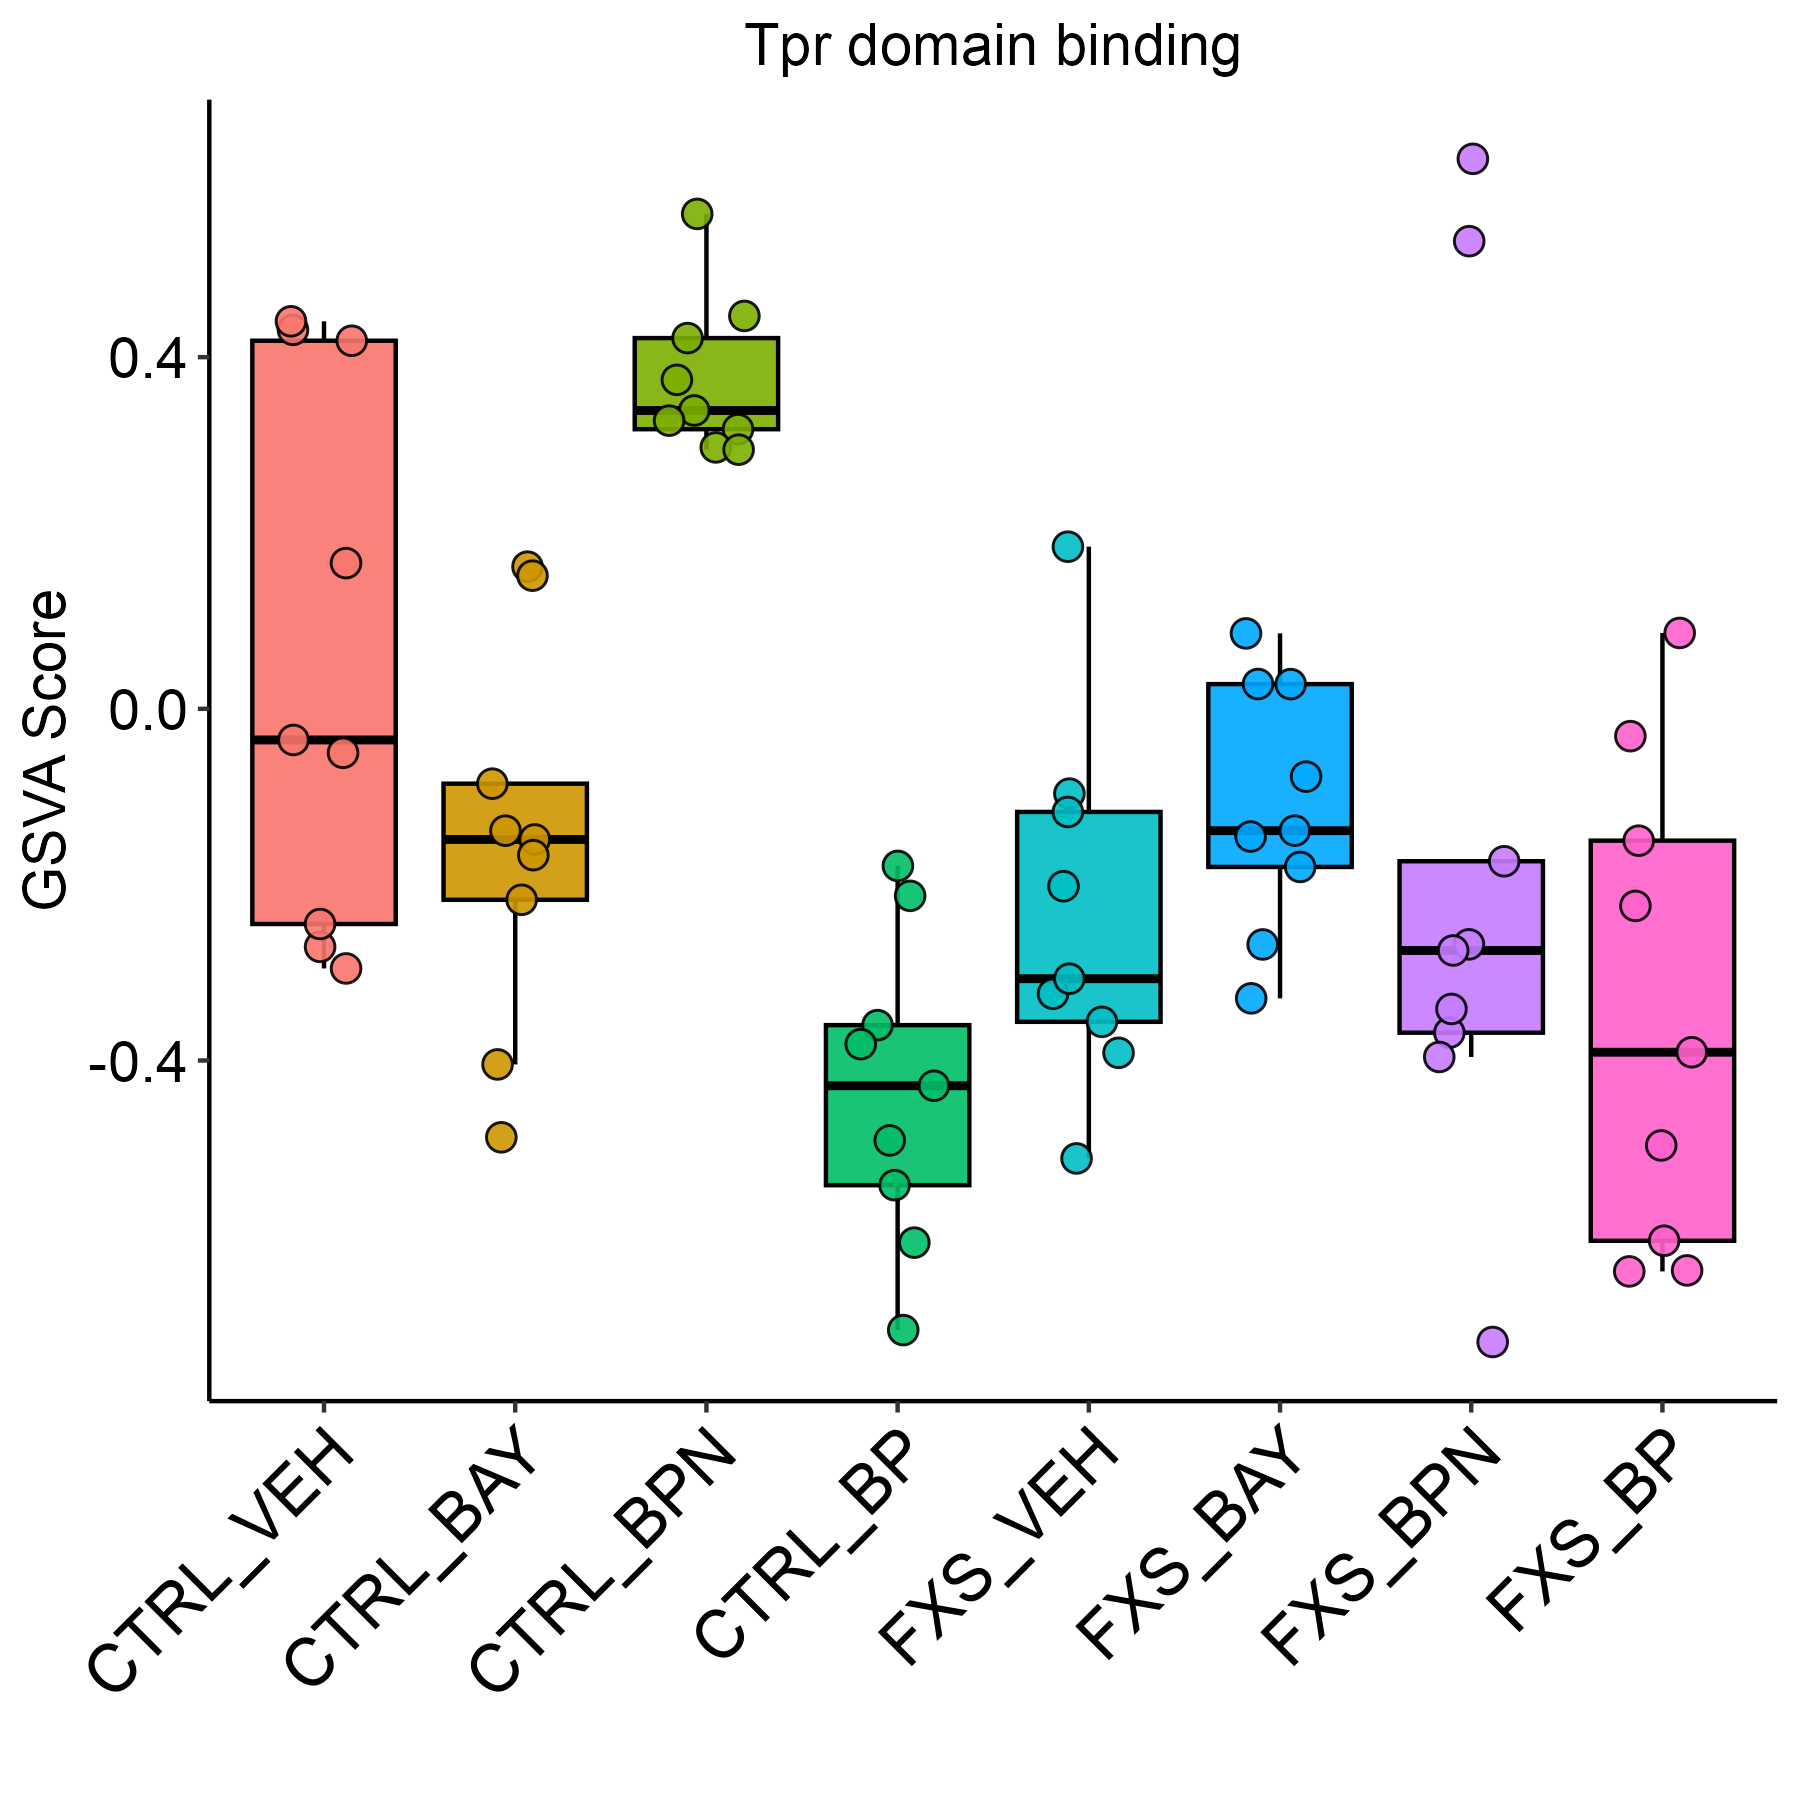 Tpr domain binding
GSVA Score
0.4
0.0
-0.4
CTRL_VEH
CTRL_BAY
CTRL_BPN
CTRL_BP
FXS_VEH
FXS_BAY
FXS_BPN
FXS_BP